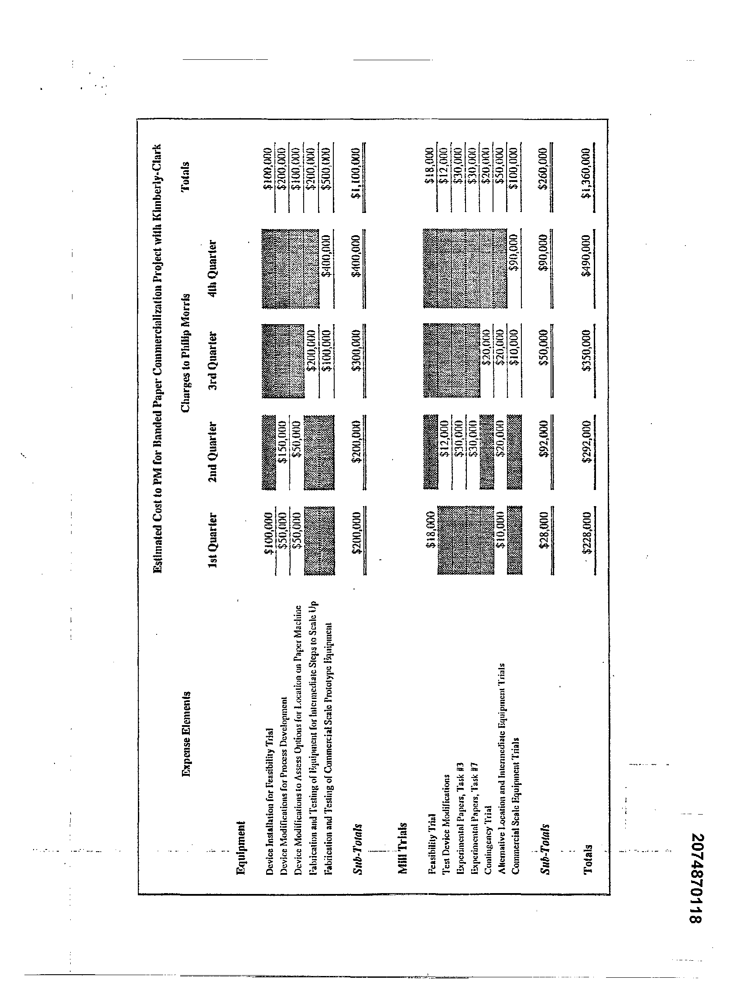 Estimated Cost to PM for Banded Paper Commercialization Project with Kimberly-Clark
Expense Elements Charges to Phillip Morris Totals
1st Quarter 2nd Quarter 3rd Quarter 4th Quarter
Equipment
Device Installation for Feasibility Trial $100,000 $100,000
Device Modifications for Process Development $50,000 $150,000 $200,000
Device Modifications to Assess Options for Location on Paper Machine $50,000 $50,000 $100,000
Fabrication and Testing of Equipment for Intermediate Steps to Scale Up $200,000 $200,000
Fabrication and Testing of Commercial Scale Prototype Equipment $100,000 $400,000 $500,000
Sub-Totals $200,000 $200,000 $300,000 $400,000 $1,100,000
Mill Trials
Feasibility Trial $18,000 $18,000
Test Device Modifications $12,000 $12,000
Experimental Papers, Task #3 $30,000 $30,000
Experimental Papers, Task #7 $30,000 $30,000
Contingency Trial $20,000 $20,000
Alternative Location and Intermediate Equipment Trials $10,000 $20,000 $20,000 $50,000
Commercial Scale Equipment Trials $10,000 $90,000 $100,000
Sub-Totals $28,000 $92,000 $50,000 $90,000 $260,000
Totals $228,000 $292,000 $350,000 $490,000 $1,360,000
2074870118